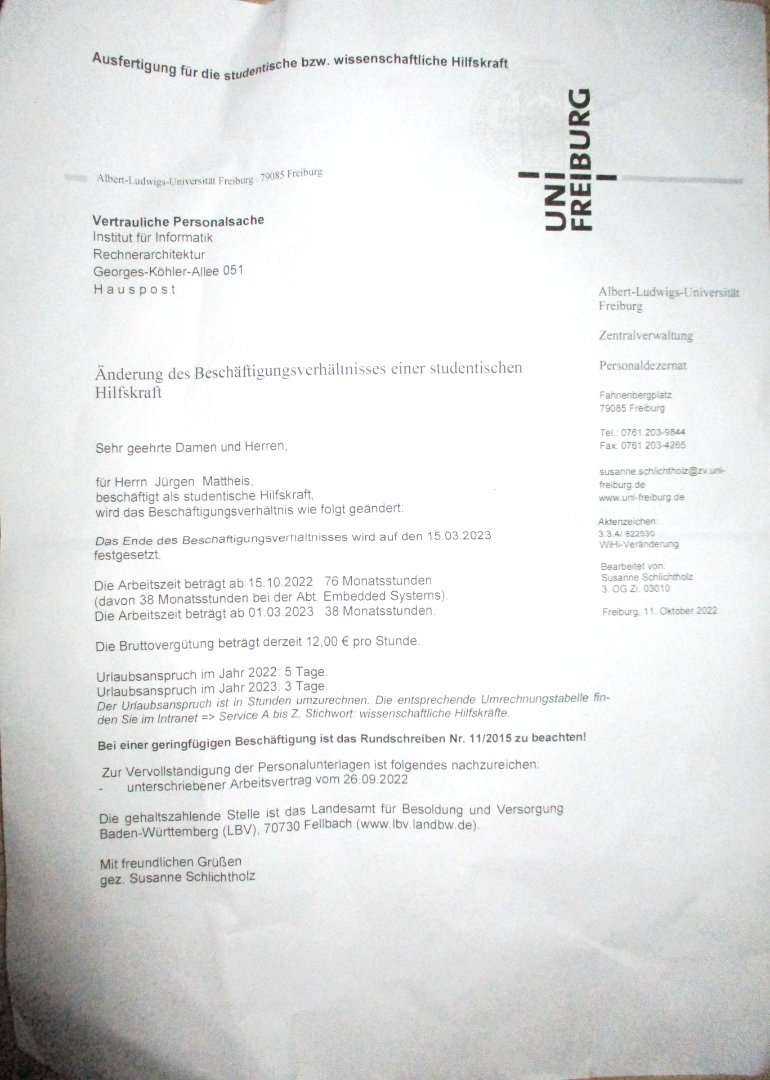 Ausfertigung für die studentische bzw. wissenschaftliche Hilfskraft
UNI
FREIBURG
Albert-Ludwigs-Universität Freiburg . 79085 Freiburg
Vertrauliche Personalsache
Institut für Informatik
Rechnerarchitektur
Georges-Köhler-Allee 051
Hauspost
Albert-Ludwigs-Universität
Freiburg
Zentralverwaltung
Personaldezernat
Fahnenbergplatz
79085 Freiburg
Tel.: 0761 203-9844
Fax: 0761 203-4265
susanne.schlichtholz@zv.uni-
freiburg.de
www.uni-freiburg.de
Aktenzeichen:
3.3.4/ 622530
WiHi-Veränderung
Bearbeitet von:
Susanne Schlichtholz
3. OG Zi. 03010
Freiburg, 11. Oktober 2022
Änderung des Beschäftigungsverhältnisses einer studentischen
Hilfskraft
Sehr geehrte Damen und Herren,
für Herrn Jürgen Mattheis,
beschäftigt als studentische Hilfskraft,
wird das Beschäftigungsverhältnis wie folgt geändert:
Das Ende des Beschäftigungsverhältnisses wird auf den 15.03.2023
festgesetzt.
Die Arbeitszeit beträgt ab 15.10.2022 76 Monatsstunden
(davon 38 Monatsstunden bei der Abt. Embedded Systems).
Die Arbeitszeit beträgt ab 01.03.2023 38 Monatsstunden.
Die Bruttovergütung beträgt derzeit 12,00 € pro Stunde.
Urlaubsanspruch im Jahr 2022: 5 Tage.
Urlaubsanspruch im Jahr 2023: 3 Tage.
Der Urlaubsanspruch ist in Stunden umzurechnen. Die entsprechende Umrechnungstabelle fin-
den Sie im Intranet => Service A bis Z, Stichwort: wissenschaftliche Hilfskräfte.
Bei einer geringfügigen Beschäftigung ist das Rundschreiben Nr. 11/2015 zu beachten!
Zur Vervollständigung der Personalunterlagen ist folgendes nachzureichen:
- unterschriebener Arbeitsvertrag vom 26.09.2022
Die gehaltszahlende Stelle ist das Landesamt für Besoldung und Versorgung
Baden-Württemberg (LBV), 70730 Fellbach (www.lbv.landbw.de).
Mit freundlichen Grüßen
gez. Susanne Schlichtholz